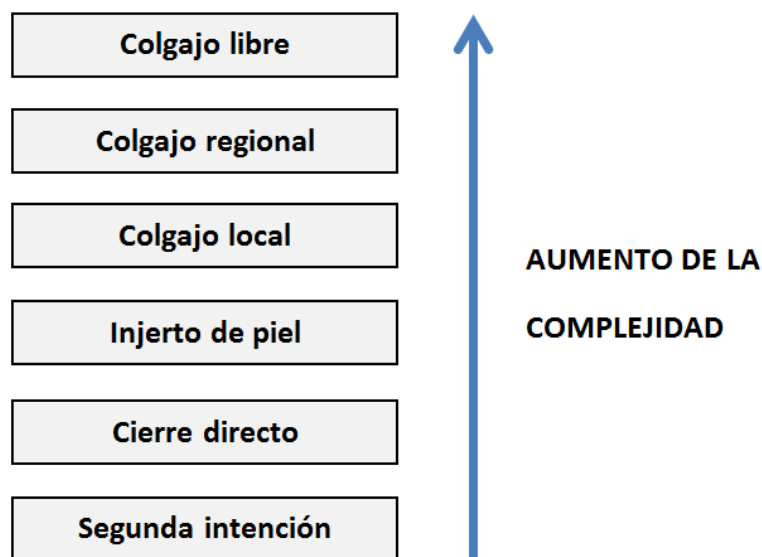 Colgajo libre
Colgajo regional
Colgajo local
Injerto de piel
Cierre directo
Segunda intención
AUMENTO DE LA
COMPLEJIDAD